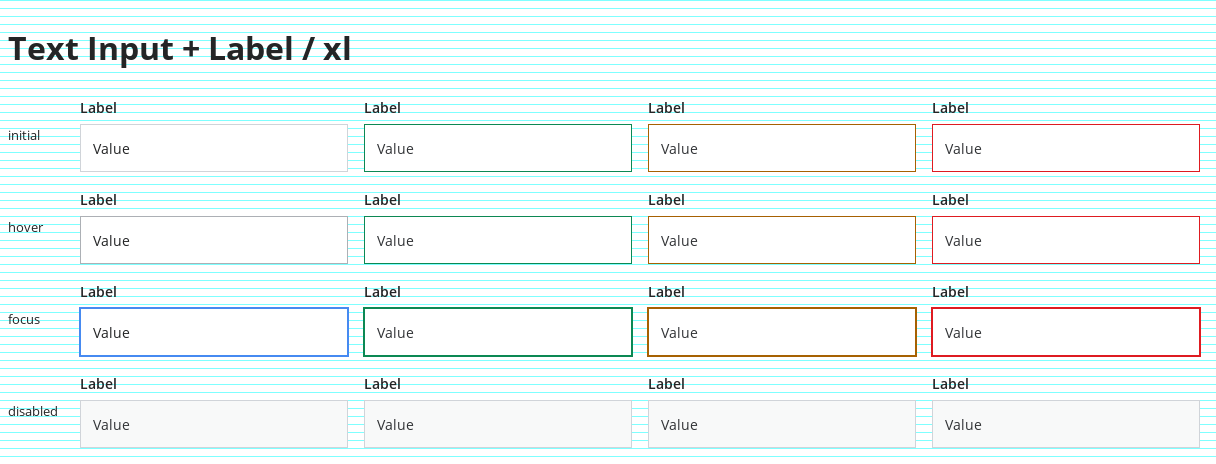 Text Input + Label / xl
Label Label Label Label
initial Value Value Value Value
Label Label Label Label
hover Value Value Value Value
Label Label Label Label
focus Value Value Value Value
Label Label Label Label
disabled Value Value Value Value